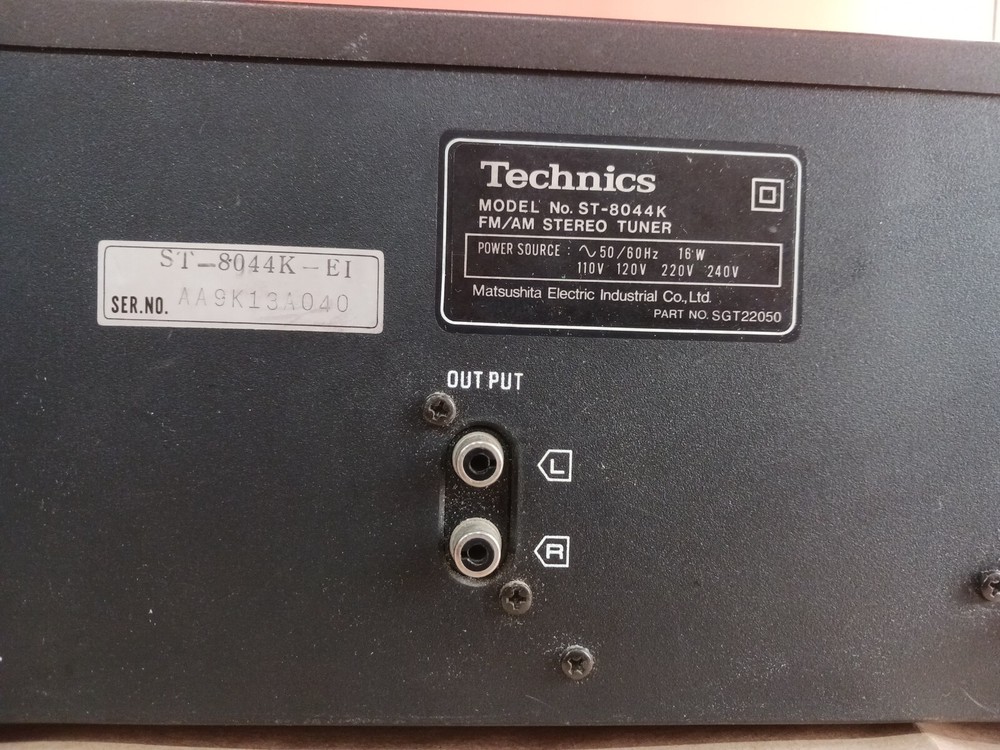 Technics
MODEL No. ST-8044K
FM/AM STEREO TUNER
POWER SOURCE : ∿ 50/60Hz 16 W
110V 120V 220V 240V
Matsushita Electric Industrial Co., Ltd.
PART NO. SGT22050
ST-8044K-EI
SER.NO. AA9K13A040
OUT PUT
L
R